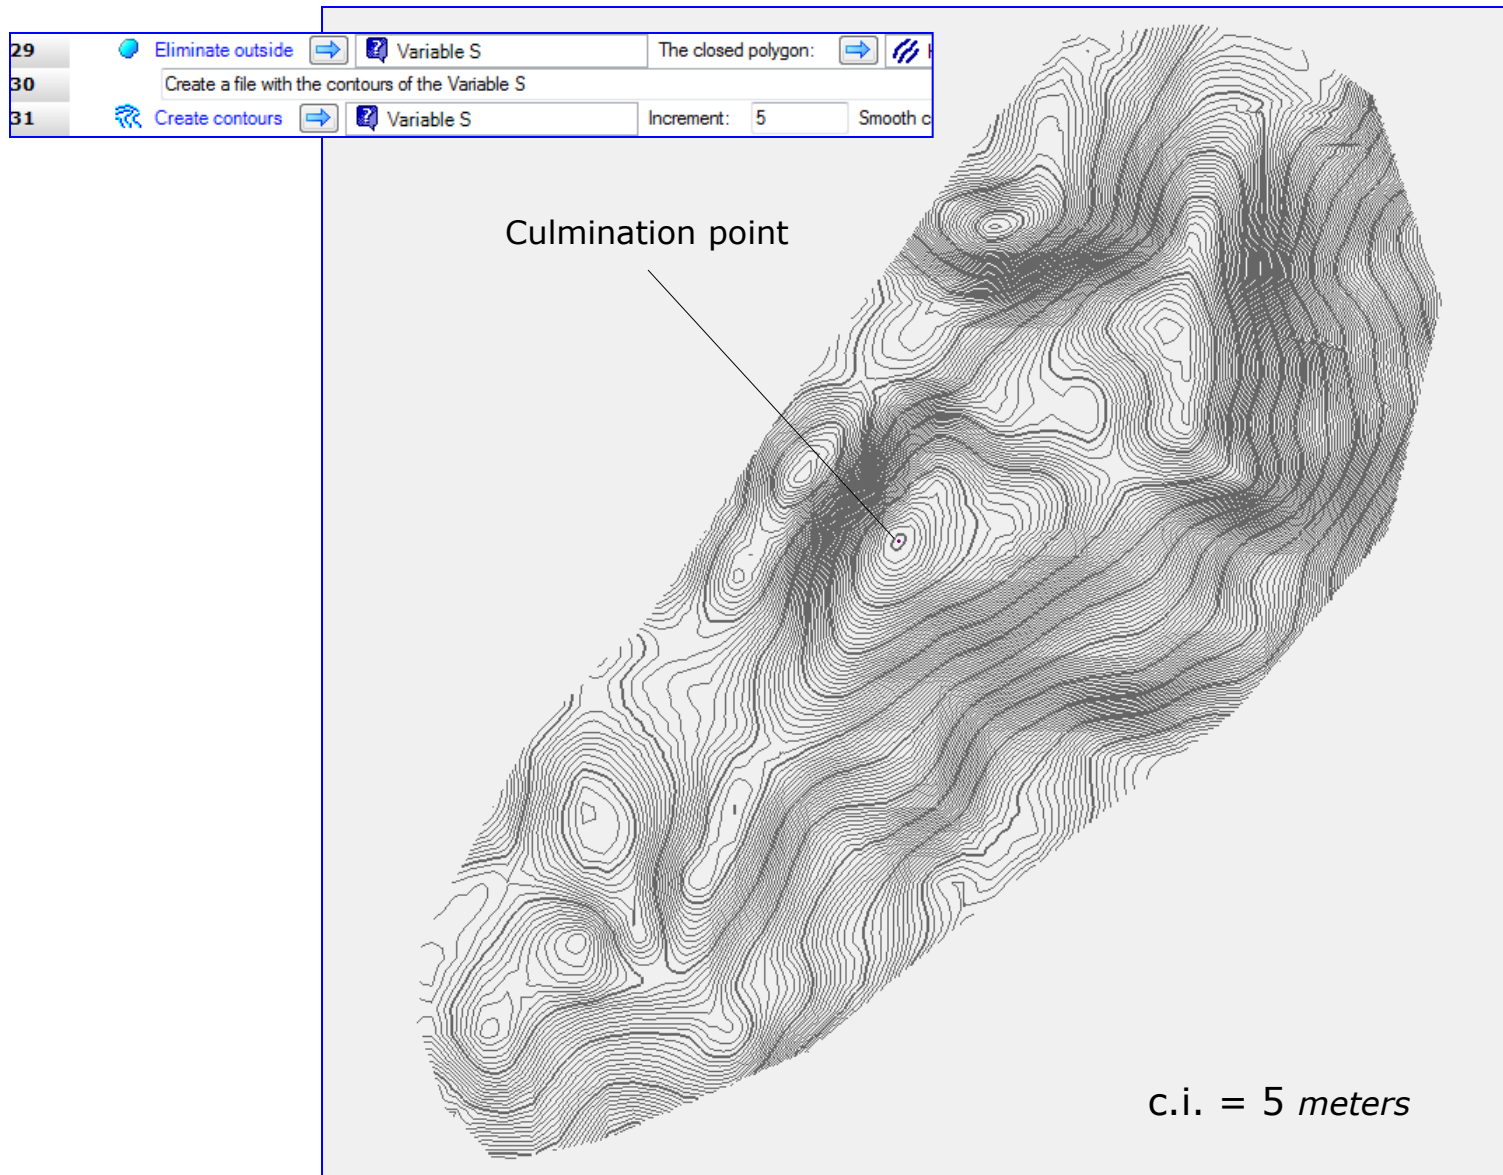 29 Eliminate outside Variable S The closed polygon:
30 Create a file with the contours of the Variable S
31 Create contours Variable S Increment: 5 Smooth c
Culmination point
c.i. = 5 meters